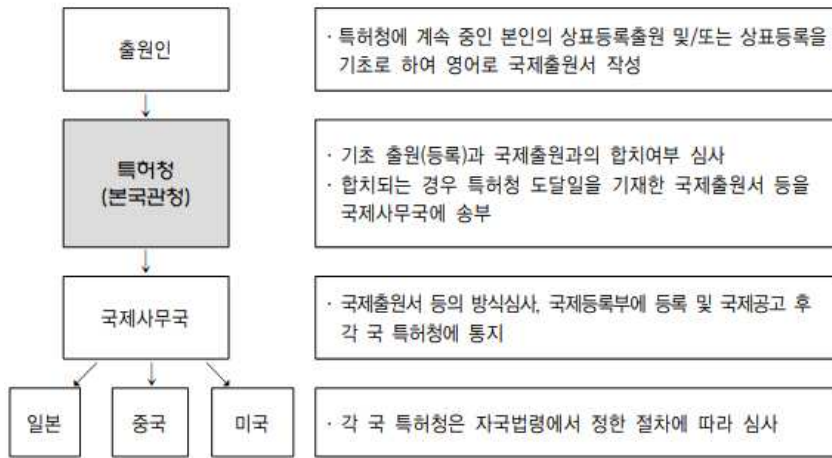 출원인
· 특허청에 계속 중인 본인의 상표등록출원 및/또는 상표등록을
기초로 하여 영어로 국제출원서 작성
특허청
(본국관청)
· 기초 출원(등록)과 국제출원과의 합치여부 심사
· 합치되는 경우 특허청 도달일을 기재한 국제출원서 등을
국제사무국에 송부
국제사무국
· 국제출원서 등의 방식심사, 국제등록부에 등록 및 국제공고 후
각 국 특허청에 통지
일본
중국
미국
· 각 국 특허청은 자국법령에서 정한 절차에 따라 심사